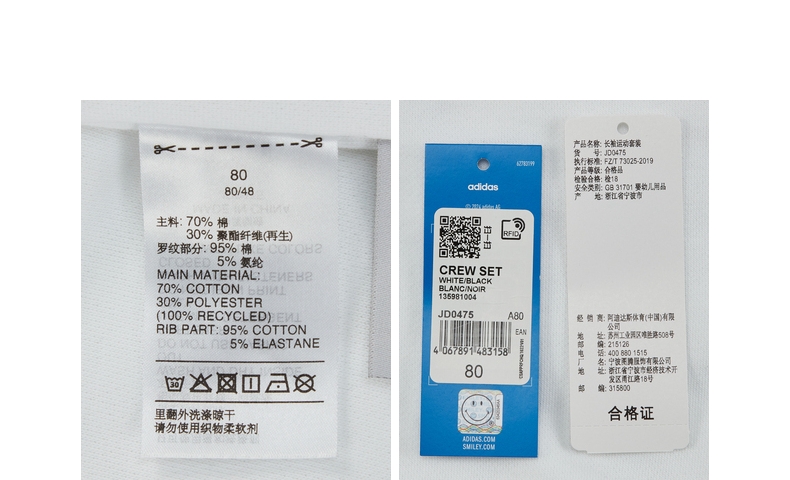 80
80/48
主料: 70% 棉
30% 聚酯纤维(再生)
罗纹部分: 95% 棉
5% 氨纶
MAIN MATERIAL:
70% COTTON
30% POLYESTER
(100% RECYCLED)
RIB PART: 95% COTTON
5% ELASTANE
里翻外洗涤晾干
请勿使用织物柔软剂
62783199
adidas
© 2024 adidas AG
RFID
CREW SET
WHITE/BLACK
BLANC/NOIR
135981004
JD0475 A80
EAN
4 067891 483158
80
ADIDAS.COM
SMILEY.COM
产品名称: 长袖运动套装
货 号: JD0475
执行标准: FZ/T 73025-2019
产品等级: 合格品
检验合格: 检18
安全类别: GB 31701 婴幼儿用品
产 地: 浙江省宁波市
经 销 商: 阿迪达斯体育(中国)有限
公司
地 址: 苏州工业园区唯胜路508号
邮 编: 215126
电 话: 400 880 1515
厂 名: 宁波英腾服饰有限公司
地 址: 浙江省宁波市经济技术开
发区甬江路18号
邮 编: 315800
合格证